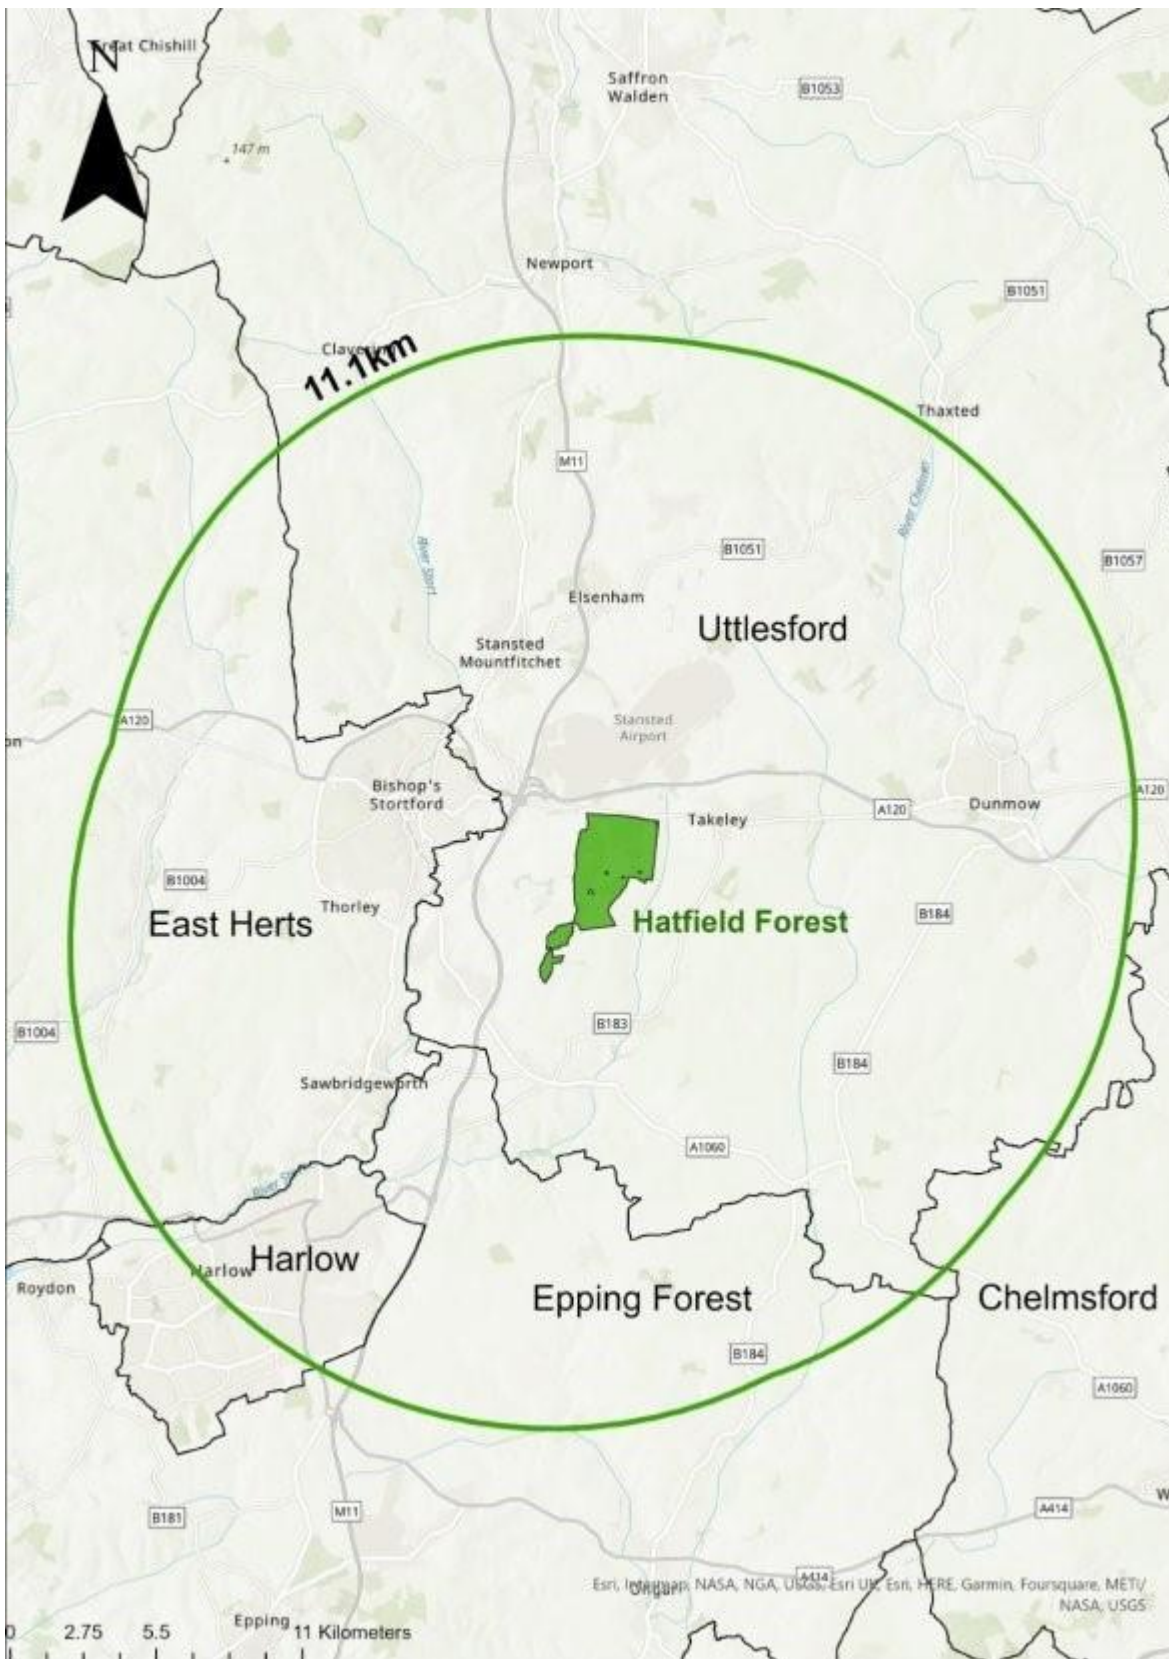 Great Chishill
N
147 m
Saffron
Walden
B1053
Newport
B1051
11.1km
Thaxted
M11
River Chelmer
River Stort
B1051
B1057
Elsenham
Uttlesford
Stansted
Mountfitchet
Stansted
Airport
A120
on
Bishop's
Stortford
A120
A120
Dunmow
Takeley
B1004
Thorley
East Herts
Hatfield Forest
B184
B1004
B183
B184
Sawbridgeworth
A1060
River
Harlow
Harlow
Roydon
Epping Forest
Chelmsford
B184
A1060
M11
B181
A414
W
A414
Esri, Intermap, NASA, NGA, USGS, Esri UK, Esri, HERE, Garmin, Foursquare, METI/
NASA, USGS
Epping
0 2.75 5.5 11 Kilometers